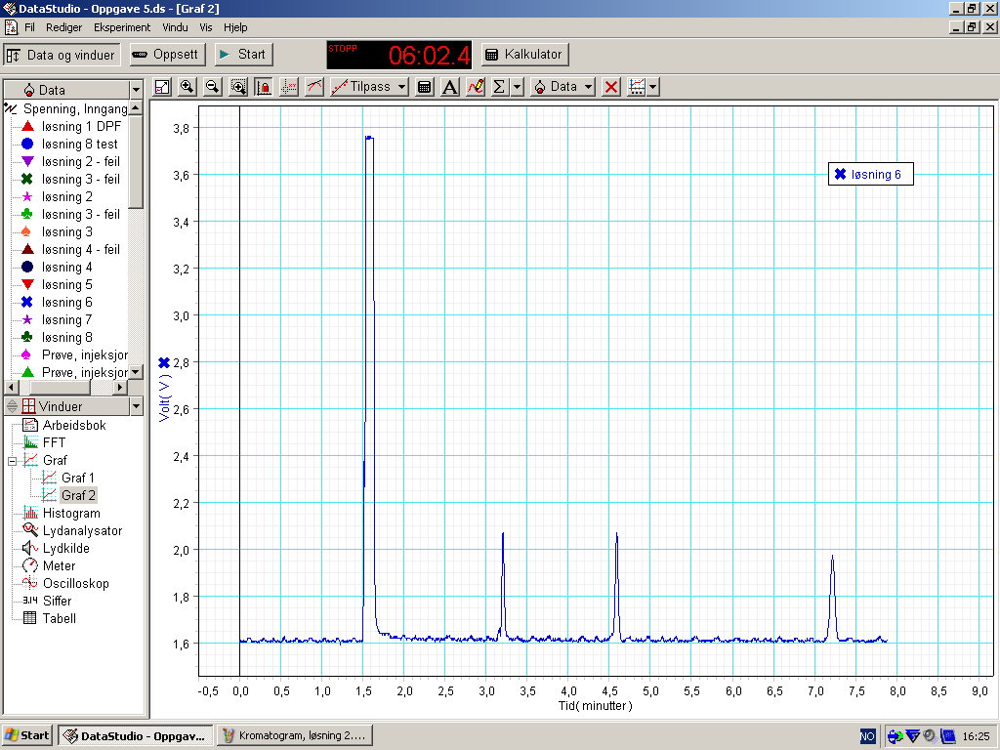 DataStudio - Oppgave 5.ds - [Graf 2]
Fil Rediger Eksperiment Vindu Vis Hjelp
Data og vinduer Oppsett Start STOPP 06:02.4 Kalkulator
Data
Tilpass A Σ Data
Spenning, Inngang
løsning 1 DPF
løsning 8 test
løsning 2 - feil
løsning 3 - feil
løsning 2
løsning 3 - feil
løsning 3
løsning 4 - feil
løsning 4
løsning 5
løsning 6
løsning 7
løsning 8
Prøve, injeksjor
Prøve, injeksjor
Vinduer
Arbeidsbok
FFT
Graf
Graf 1
Graf 2
Histogram
Lydanalysator
Lydkilde
Meter
Oscilloskop
3.14 Siffer
Tabell
løsning 6
Volt( V )
3,8
3,6
3,4
3,2
3,0
2,8
2,6
2,4
2,2
2,0
1,8
1,6
-0,5 0,0 0,5 1,0 1,5 2,0 2,5 3,0 3,5 4,0 4,5 5,0 5,5 6,0 6,5 7,0 7,5 8,0 8,5 9,0
Tid( minutter )
Start DataStudio - Oppgav... Kromatogram, løsning 2.... NO 16:25